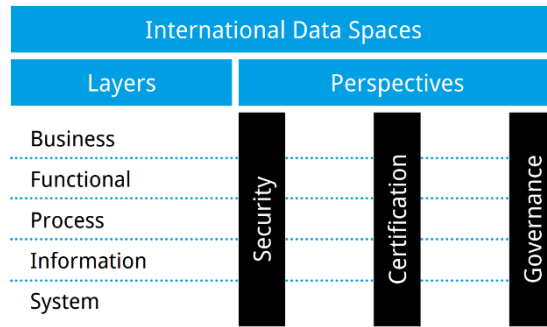 International Data Spaces
Layers
Perspectives
Business
Functional
Process
Information
System
Security
Certification
Governance